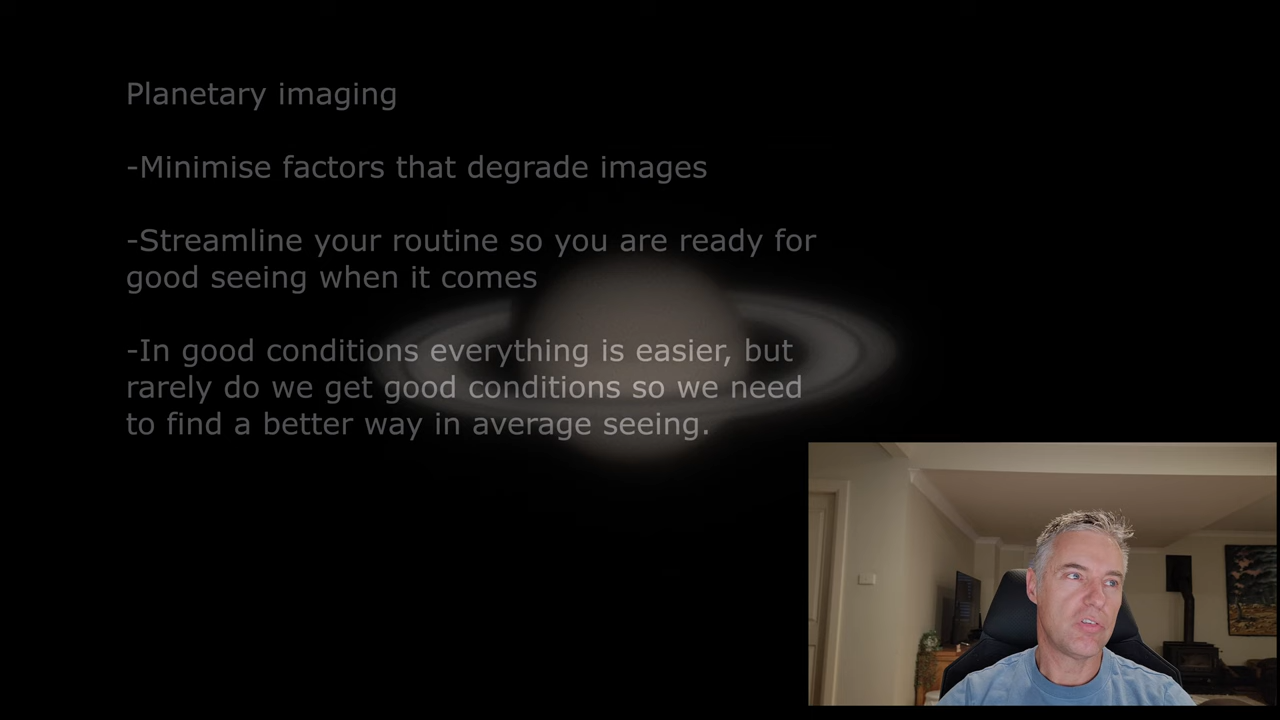 Planetary imaging
-Minimise factors that degrade images
-Streamline your routine so you are ready for
good seeing when it comes
-In good conditions everything is easier, but
rarely do we get good conditions so we need
to find a better way in average seeing.